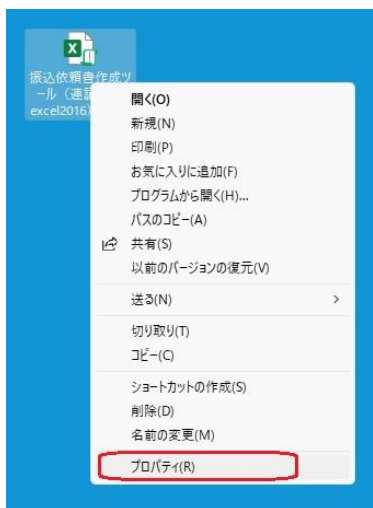 振込依頼書作成ツ
ール（連
excel2016
開く(O)
新規(N)
印刷(P)
お気に入りに追加(F)
プログラムから開く(H)...
パスのコピー(A)
共有(S)
以前のバージョンの復元(V)
送る(N)
切り取り(T)
コピー(C)
ショートカットの作成(S)
削除(D)
名前の変更(M)
プロパティ(R)